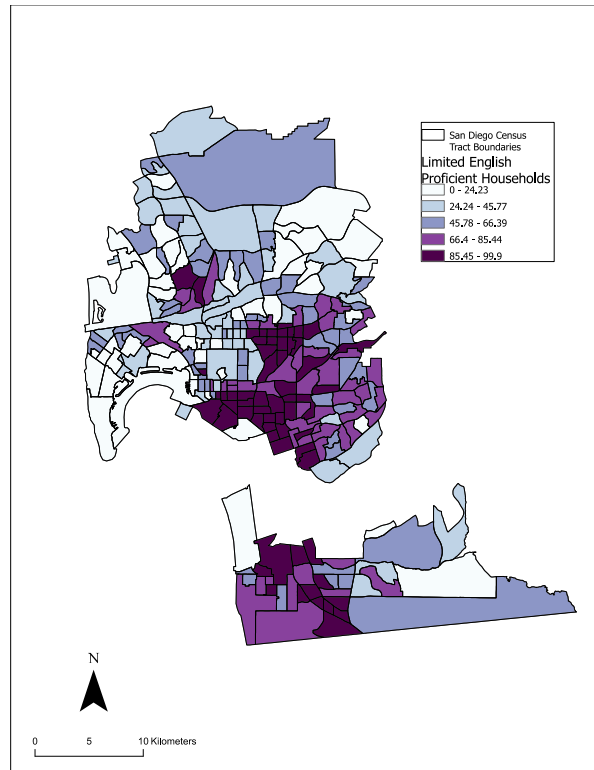 San Diego Census
Tract Boundaries
Limited English
Proficient Households
0 - 24.23
24.24 - 45.77
45.78 - 66.39
66.4 - 85.44
85.45 - 99.9
N
0 5 10 Kilometers